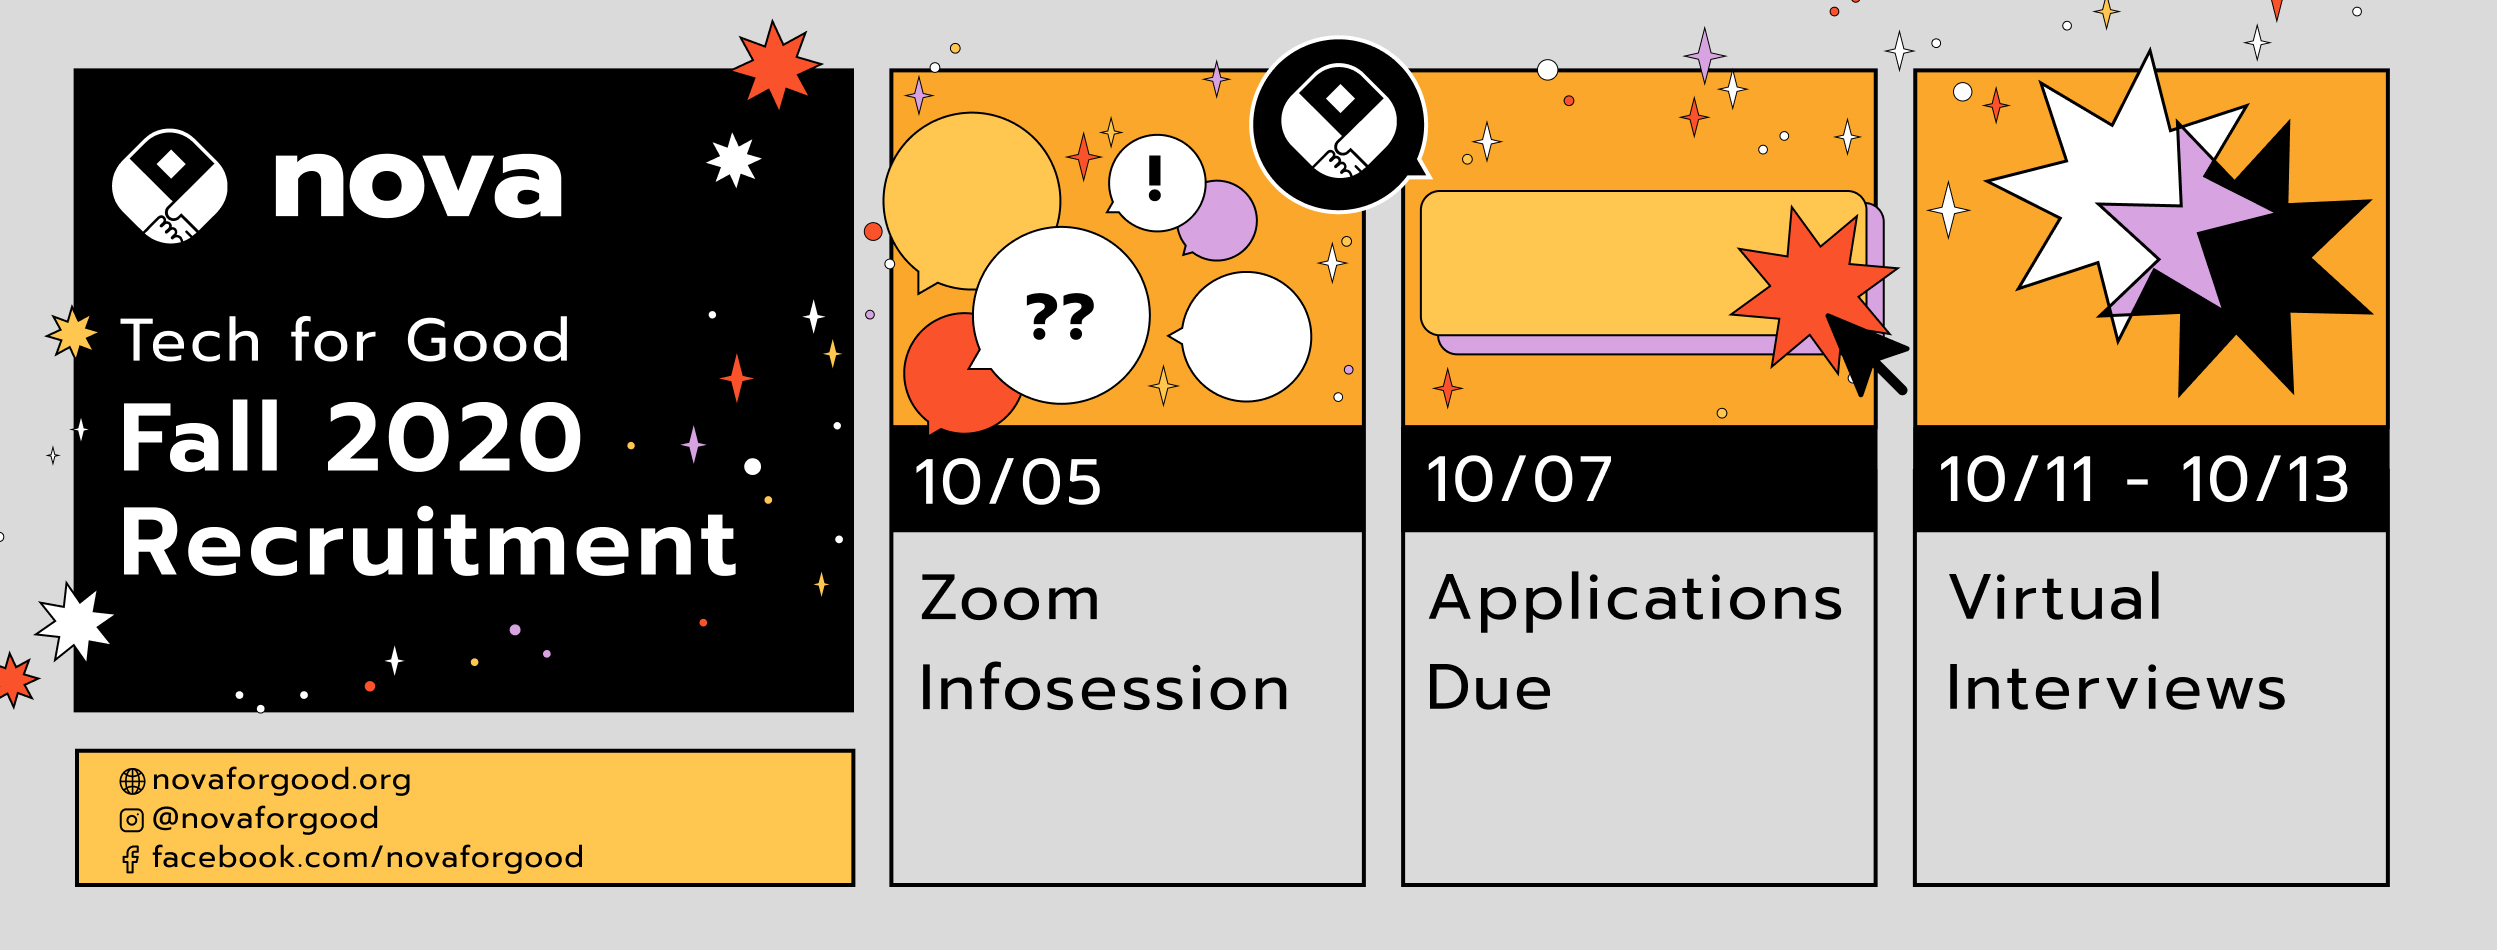 nova
Tech for Good
Fall 2020
Recruitment
novaforgood.org
@novaforgood
facebook.com/novaforgood
!
??
10/05
Zoom
Infosession
10/07
Applications
Due
10/11 - 10/13
Virtual
Interviews